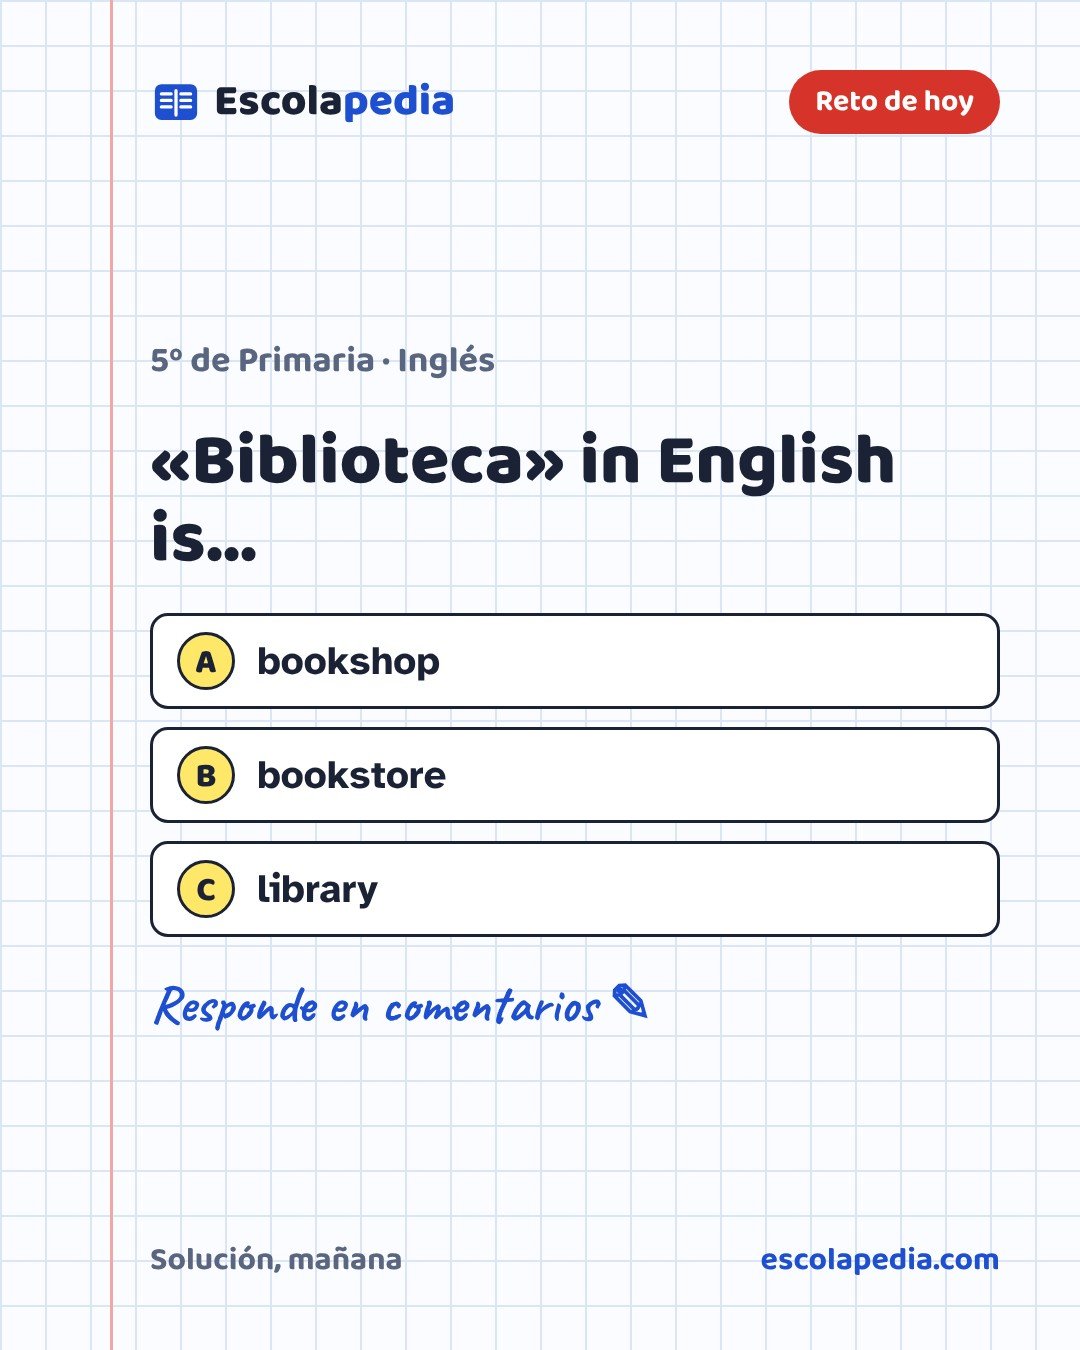 Escolapedia
Reto de hoy
5º de Primaria · Inglés
«Biblioteca» in English
is...
A bookshop
B bookstore
C library
Responde en comentarios ✎
Solución, mañana
escolapedia.com